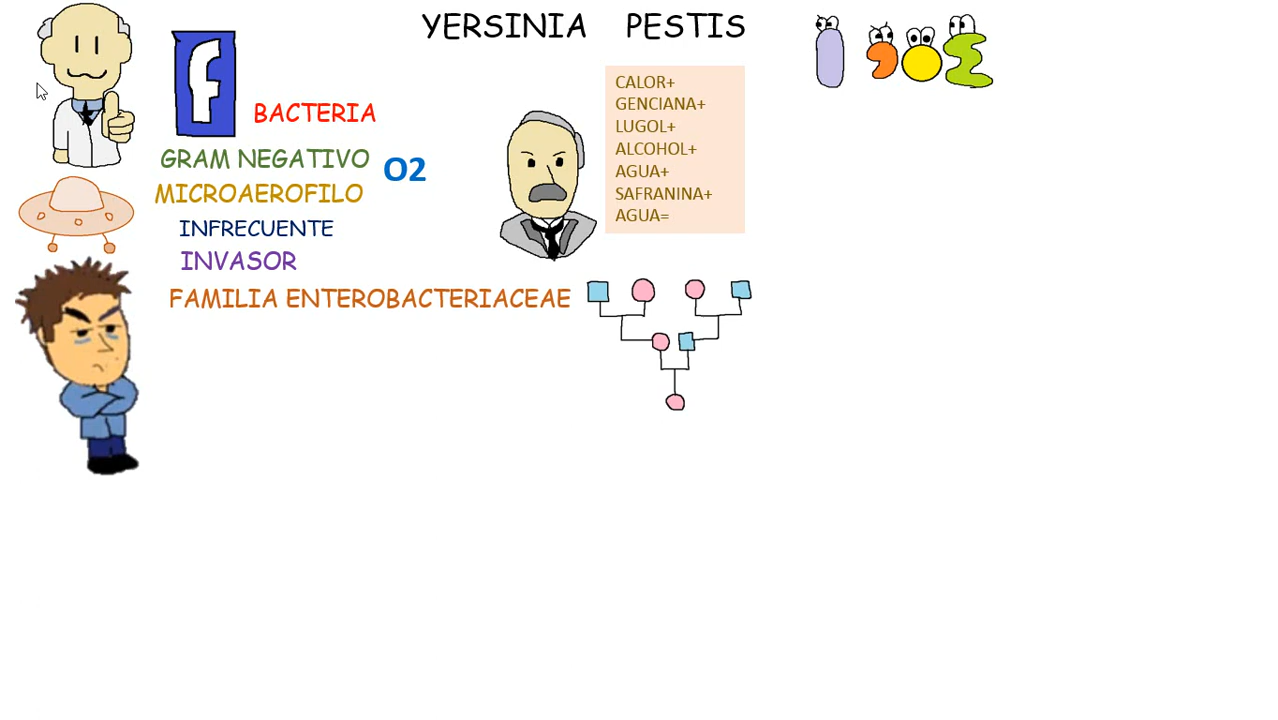 YERSINIA PESTIS
f
BACTERIA
GRAM NEGATIVO
O2
MICROAEROFILO
INFRECUENTE
INVASOR
FAMILIA ENTEROBACTERIACEAE
CALOR+
GENCIANA+
LUGOL+
ALCOHOL+
AGUA+
SAFRANINA+
AGUA=